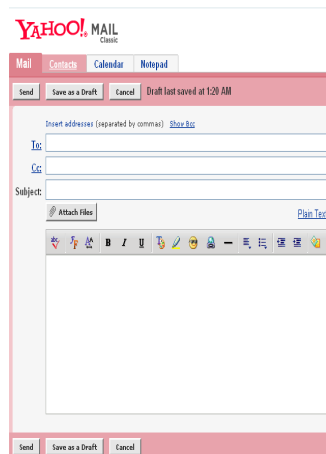 YAHOO! MAIL
Classic
Mail Contacts Calendar Notepad
Send Save as a Draft Cancel Draft last saved at 1:20 AM
Insert addresses (separated by commas) Show Bcc
To:
Cc:
Subject:
Attach Files Plain Text
B I U
Send Save as a Draft Cancel